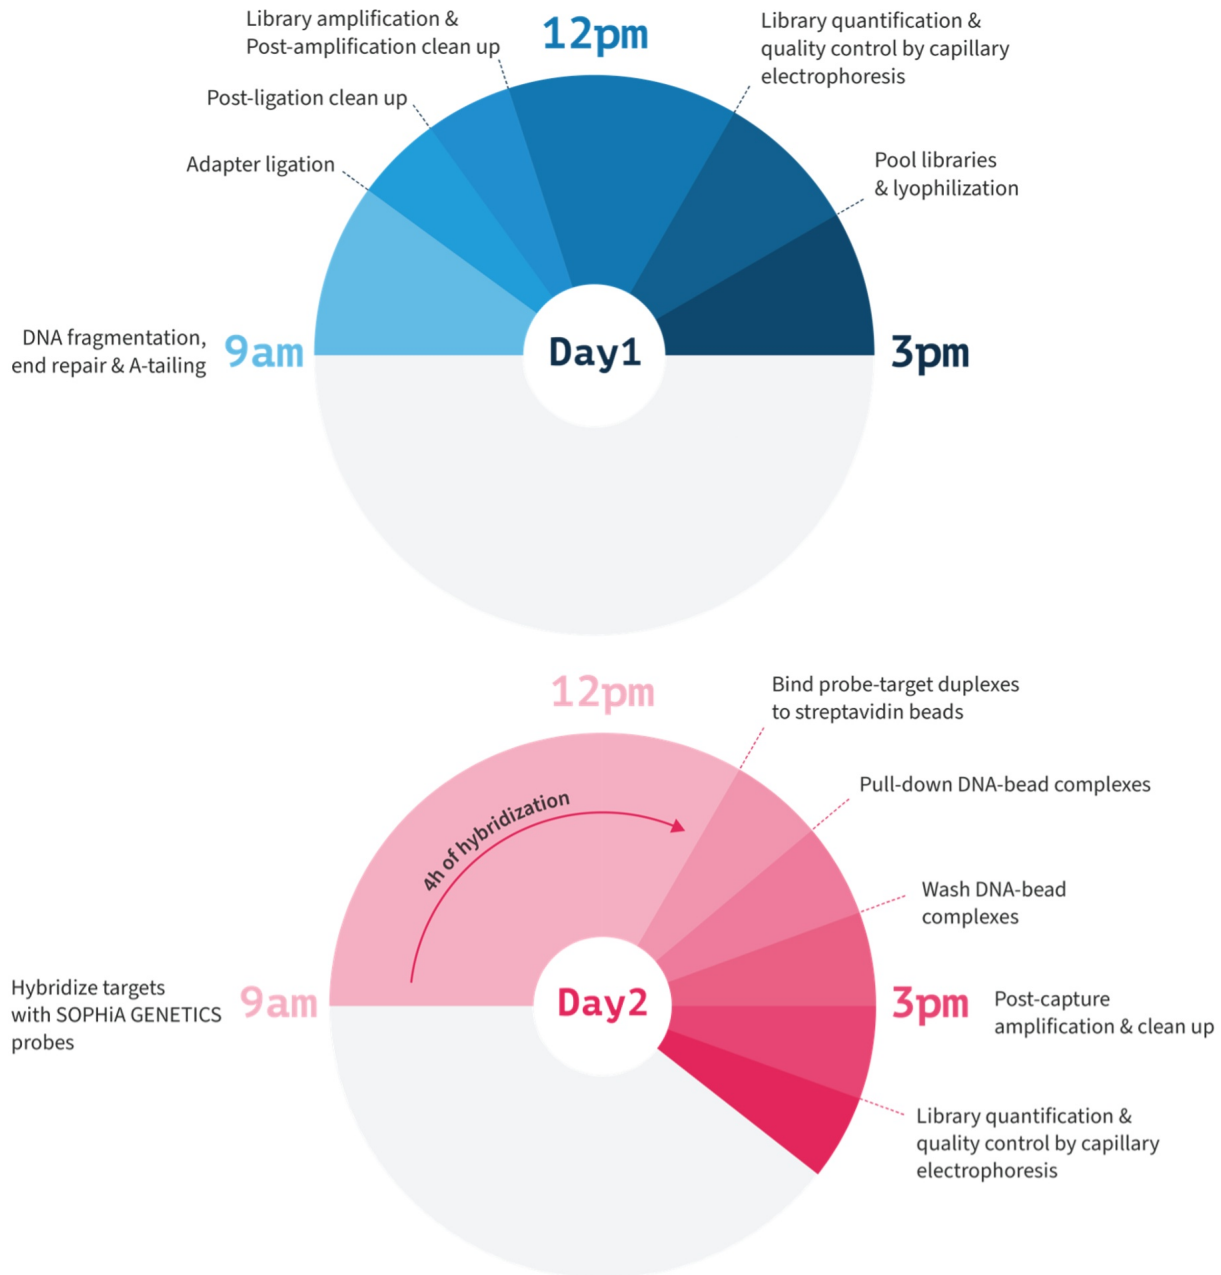 Library amplification &
Post-amplification clean up
12pm
Library quantification &
quality control by capillary
electrophoresis
Post-ligation clean up
Adapter ligation
Pool libraries
& lyophilization
DNA fragmentation,
end repair & A-tailing
9am
Day1
3pm
12pm
Bind probe-target duplexes
to streptavidin beads
Pull-down DNA-bead complexes
4h of hybridization
Wash DNA-bead
complexes
Hybridize targets
with SOPHiA GENETICS
probes
9am
Day2
3pm
Post-capture
amplification & clean up
Library quantification &
quality control by capillary
electrophoresis